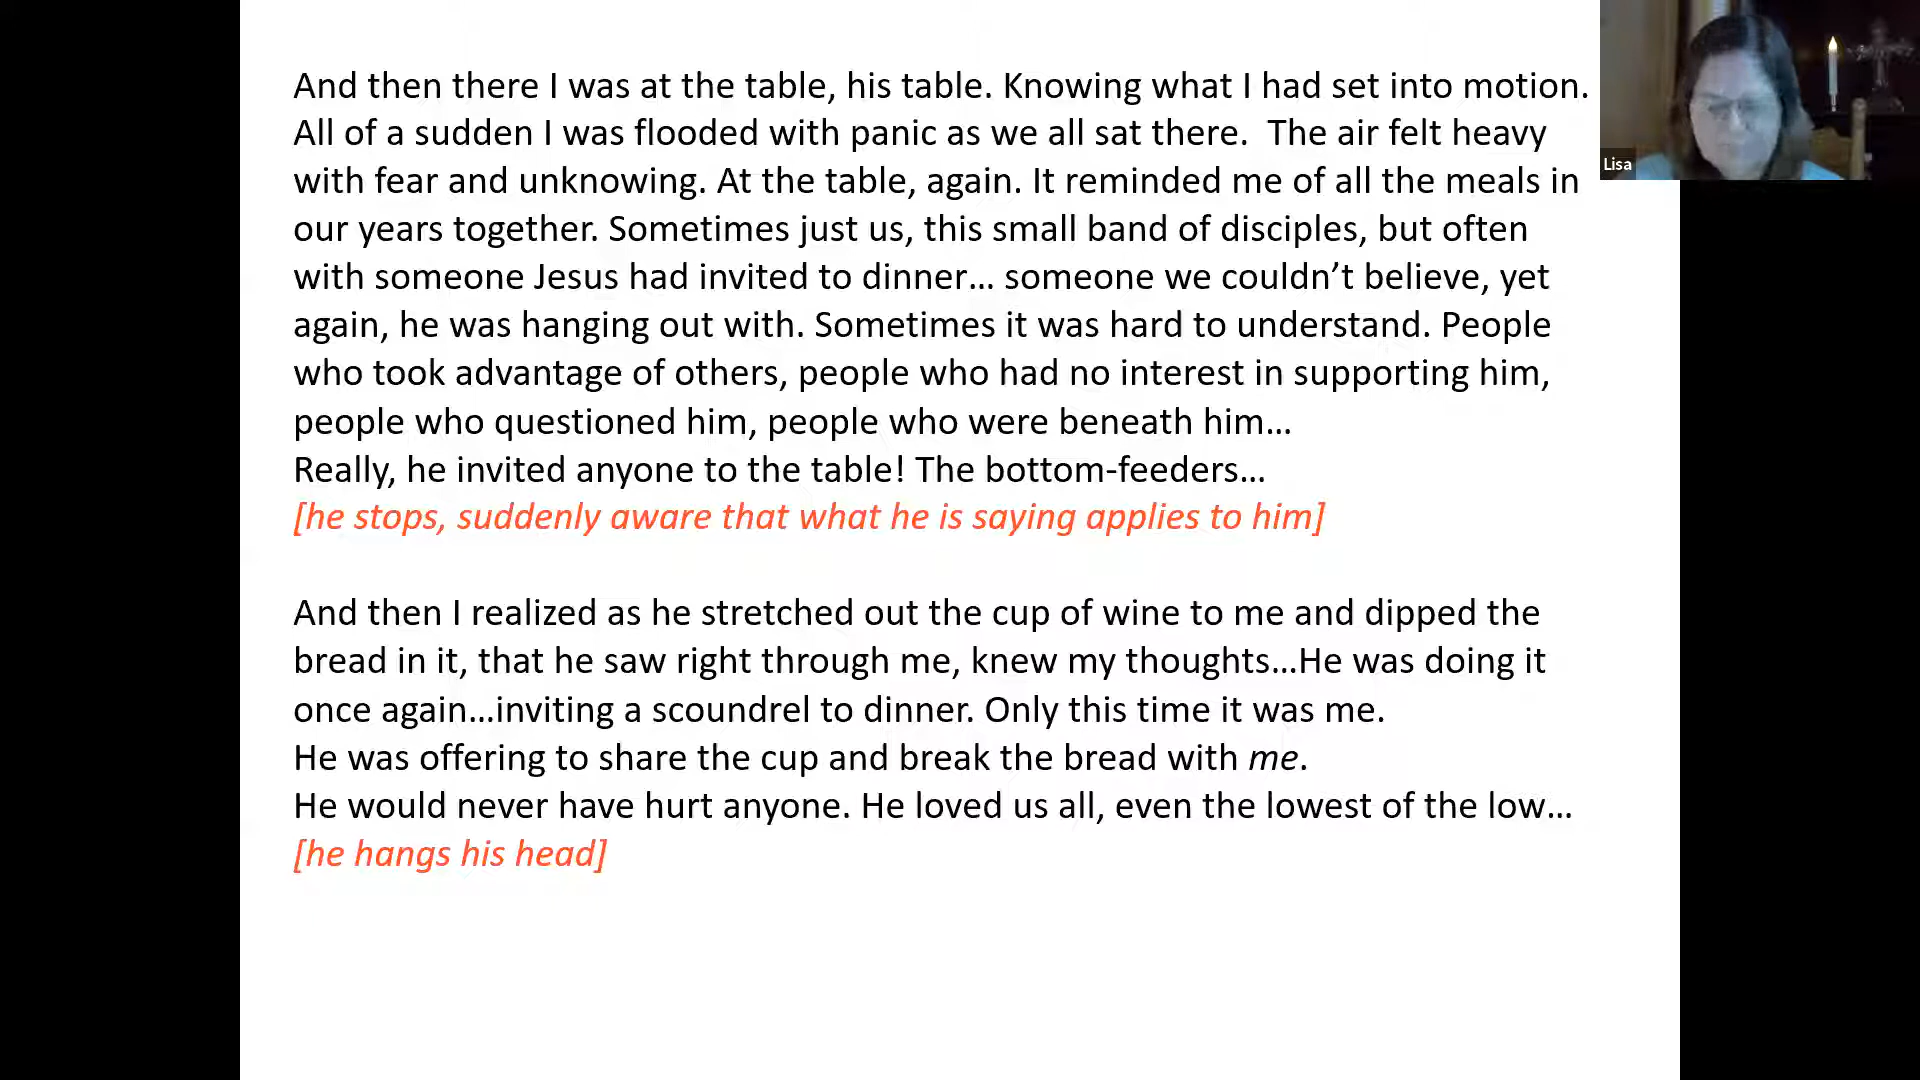 And then there I was at the table, his table. Knowing what I had set into motion.
All of a sudden I was flooded with panic as we all sat there.  The air felt heavy
with fear and unknowing. At the table, again. It reminded me of all the meals in
our years together. Sometimes just us, this small band of disciples, but often
with someone Jesus had invited to dinner… someone we couldn’t believe, yet
again, he was hanging out with. Sometimes it was hard to understand. People
who took advantage of others, people who had no interest in supporting him,
people who questioned him, people who were beneath him…
Really, he invited anyone to the table! The bottom-feeders…
[he stops, suddenly aware that what he is saying applies to him]
And then I realized as he stretched out the cup of wine to me and dipped the
bread in it, that he saw right through me, knew my thoughts…He was doing it
once again…inviting a scoundrel to dinner. Only this time it was me.
He was offering to share the cup and break the bread with me.
He would never have hurt anyone. He loved us all, even the lowest of the low…
[he hangs his head]
Lisa